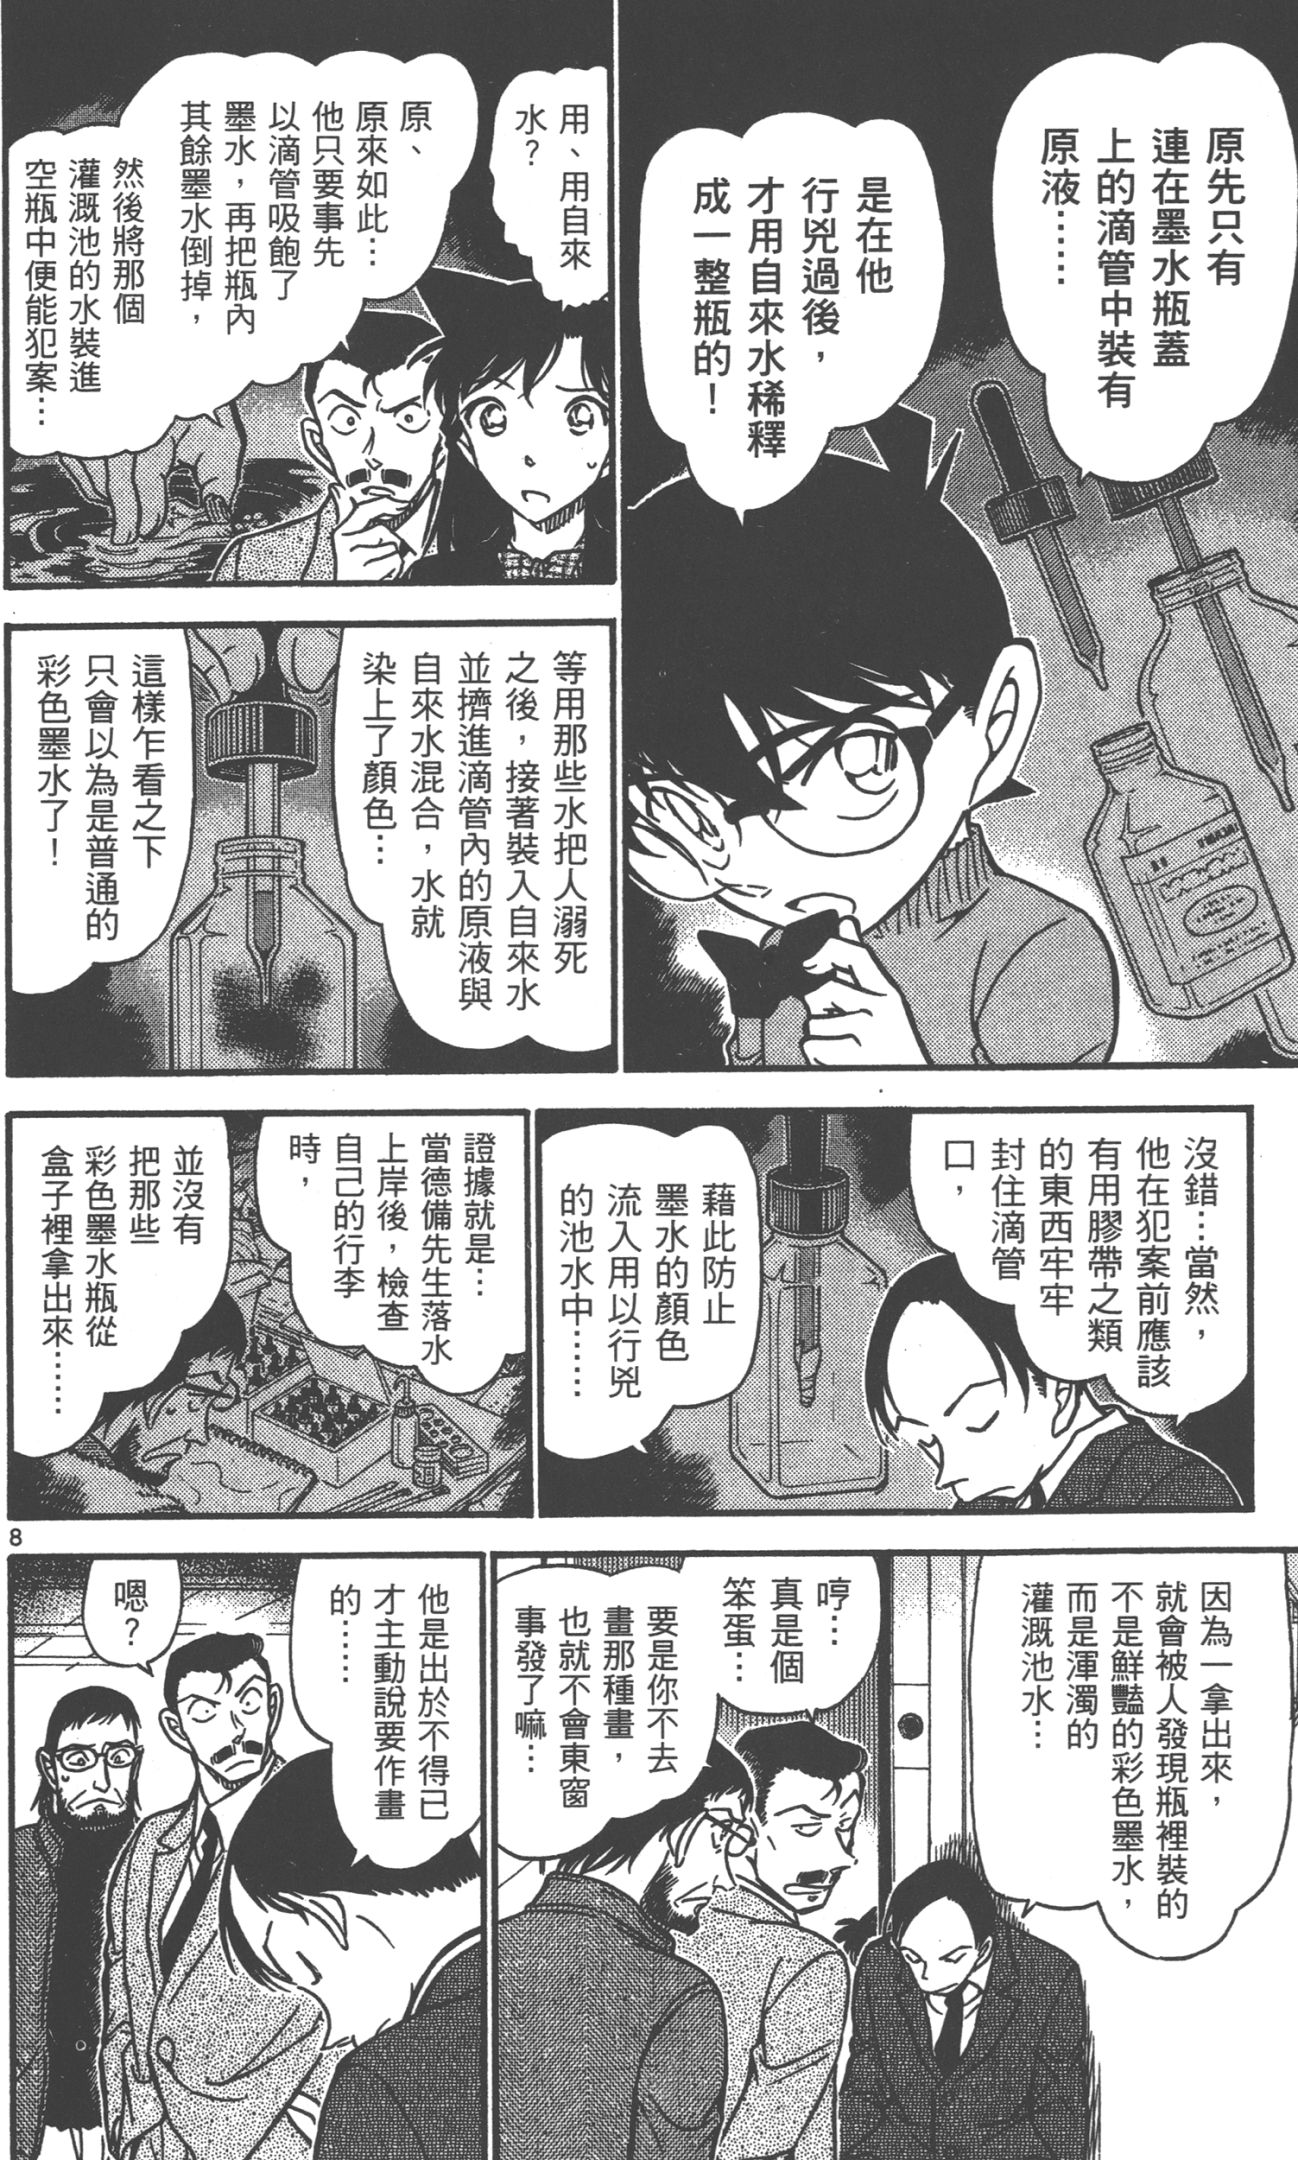 原先只有
連在墨水瓶蓋
上的滴管中裝有
原液……
是在他
行兇過後，
才用自來水稀釋
成一整瓶的！
用、用自來
水？
原、
原來如此…
他只要事先
以滴管吸飽了
墨水，再把瓶內
其餘墨水倒掉，
然後將那個
灌溉池的水裝進
空瓶中便能犯案…
等用那些水把人溺死
之後，接著裝入自來水
並擠進滴管內的原液與
自來水混合，水就
染上了顏色…
這樣乍看之下
只會以為是普通的
彩色墨水了！
沒錯…當然，
他在犯案前應該
有用膠帶之類
的東西牢牢
封住滴管
口，
藉此防止
墨水的顏色
流入用以行兇
的池水中……
證據就是…
當德備先生落水
上岸後，檢查
自己的行李
時，
並沒有
把那些
彩色墨水瓶從
盒子裡拿出來……
8
因為一拿出來，
就會被人發現瓶裡裝的
不是鮮豔的彩色墨水，
而是渾濁的
灌溉池水…
哼…
真是個
笨蛋…
要是你不去
畫那種畫，
也就不會東窗
事發了嘛…
他是出於不得已
才主動說要作畫
的……
嗯？